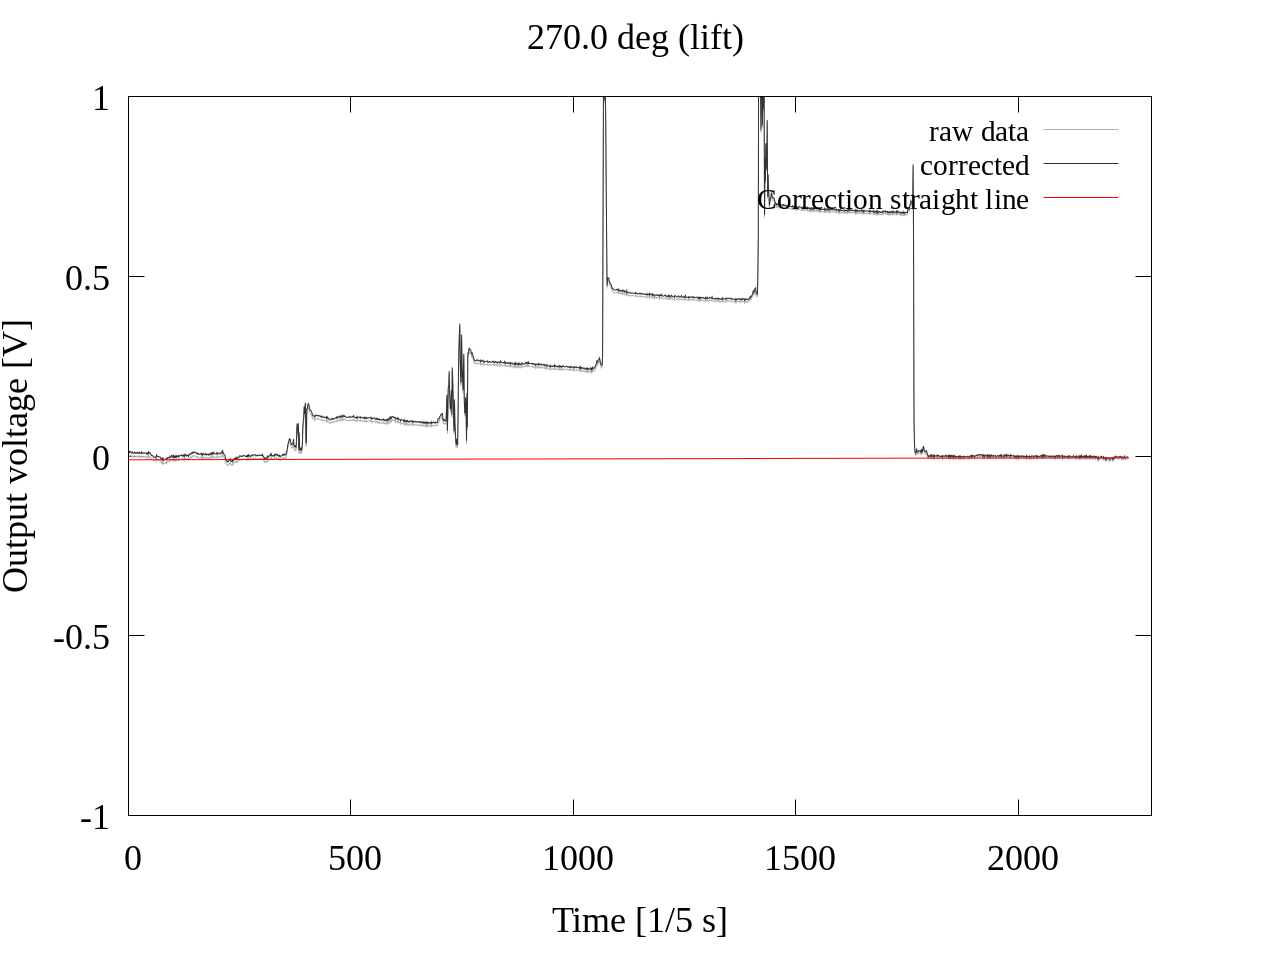 270.0 deg (lift)
1
0.5
0
-0.5
-1
Output voltage [V]
raw data
corrected
Correction straight line
0 500 1000 1500 2000
Time [1/5 s]